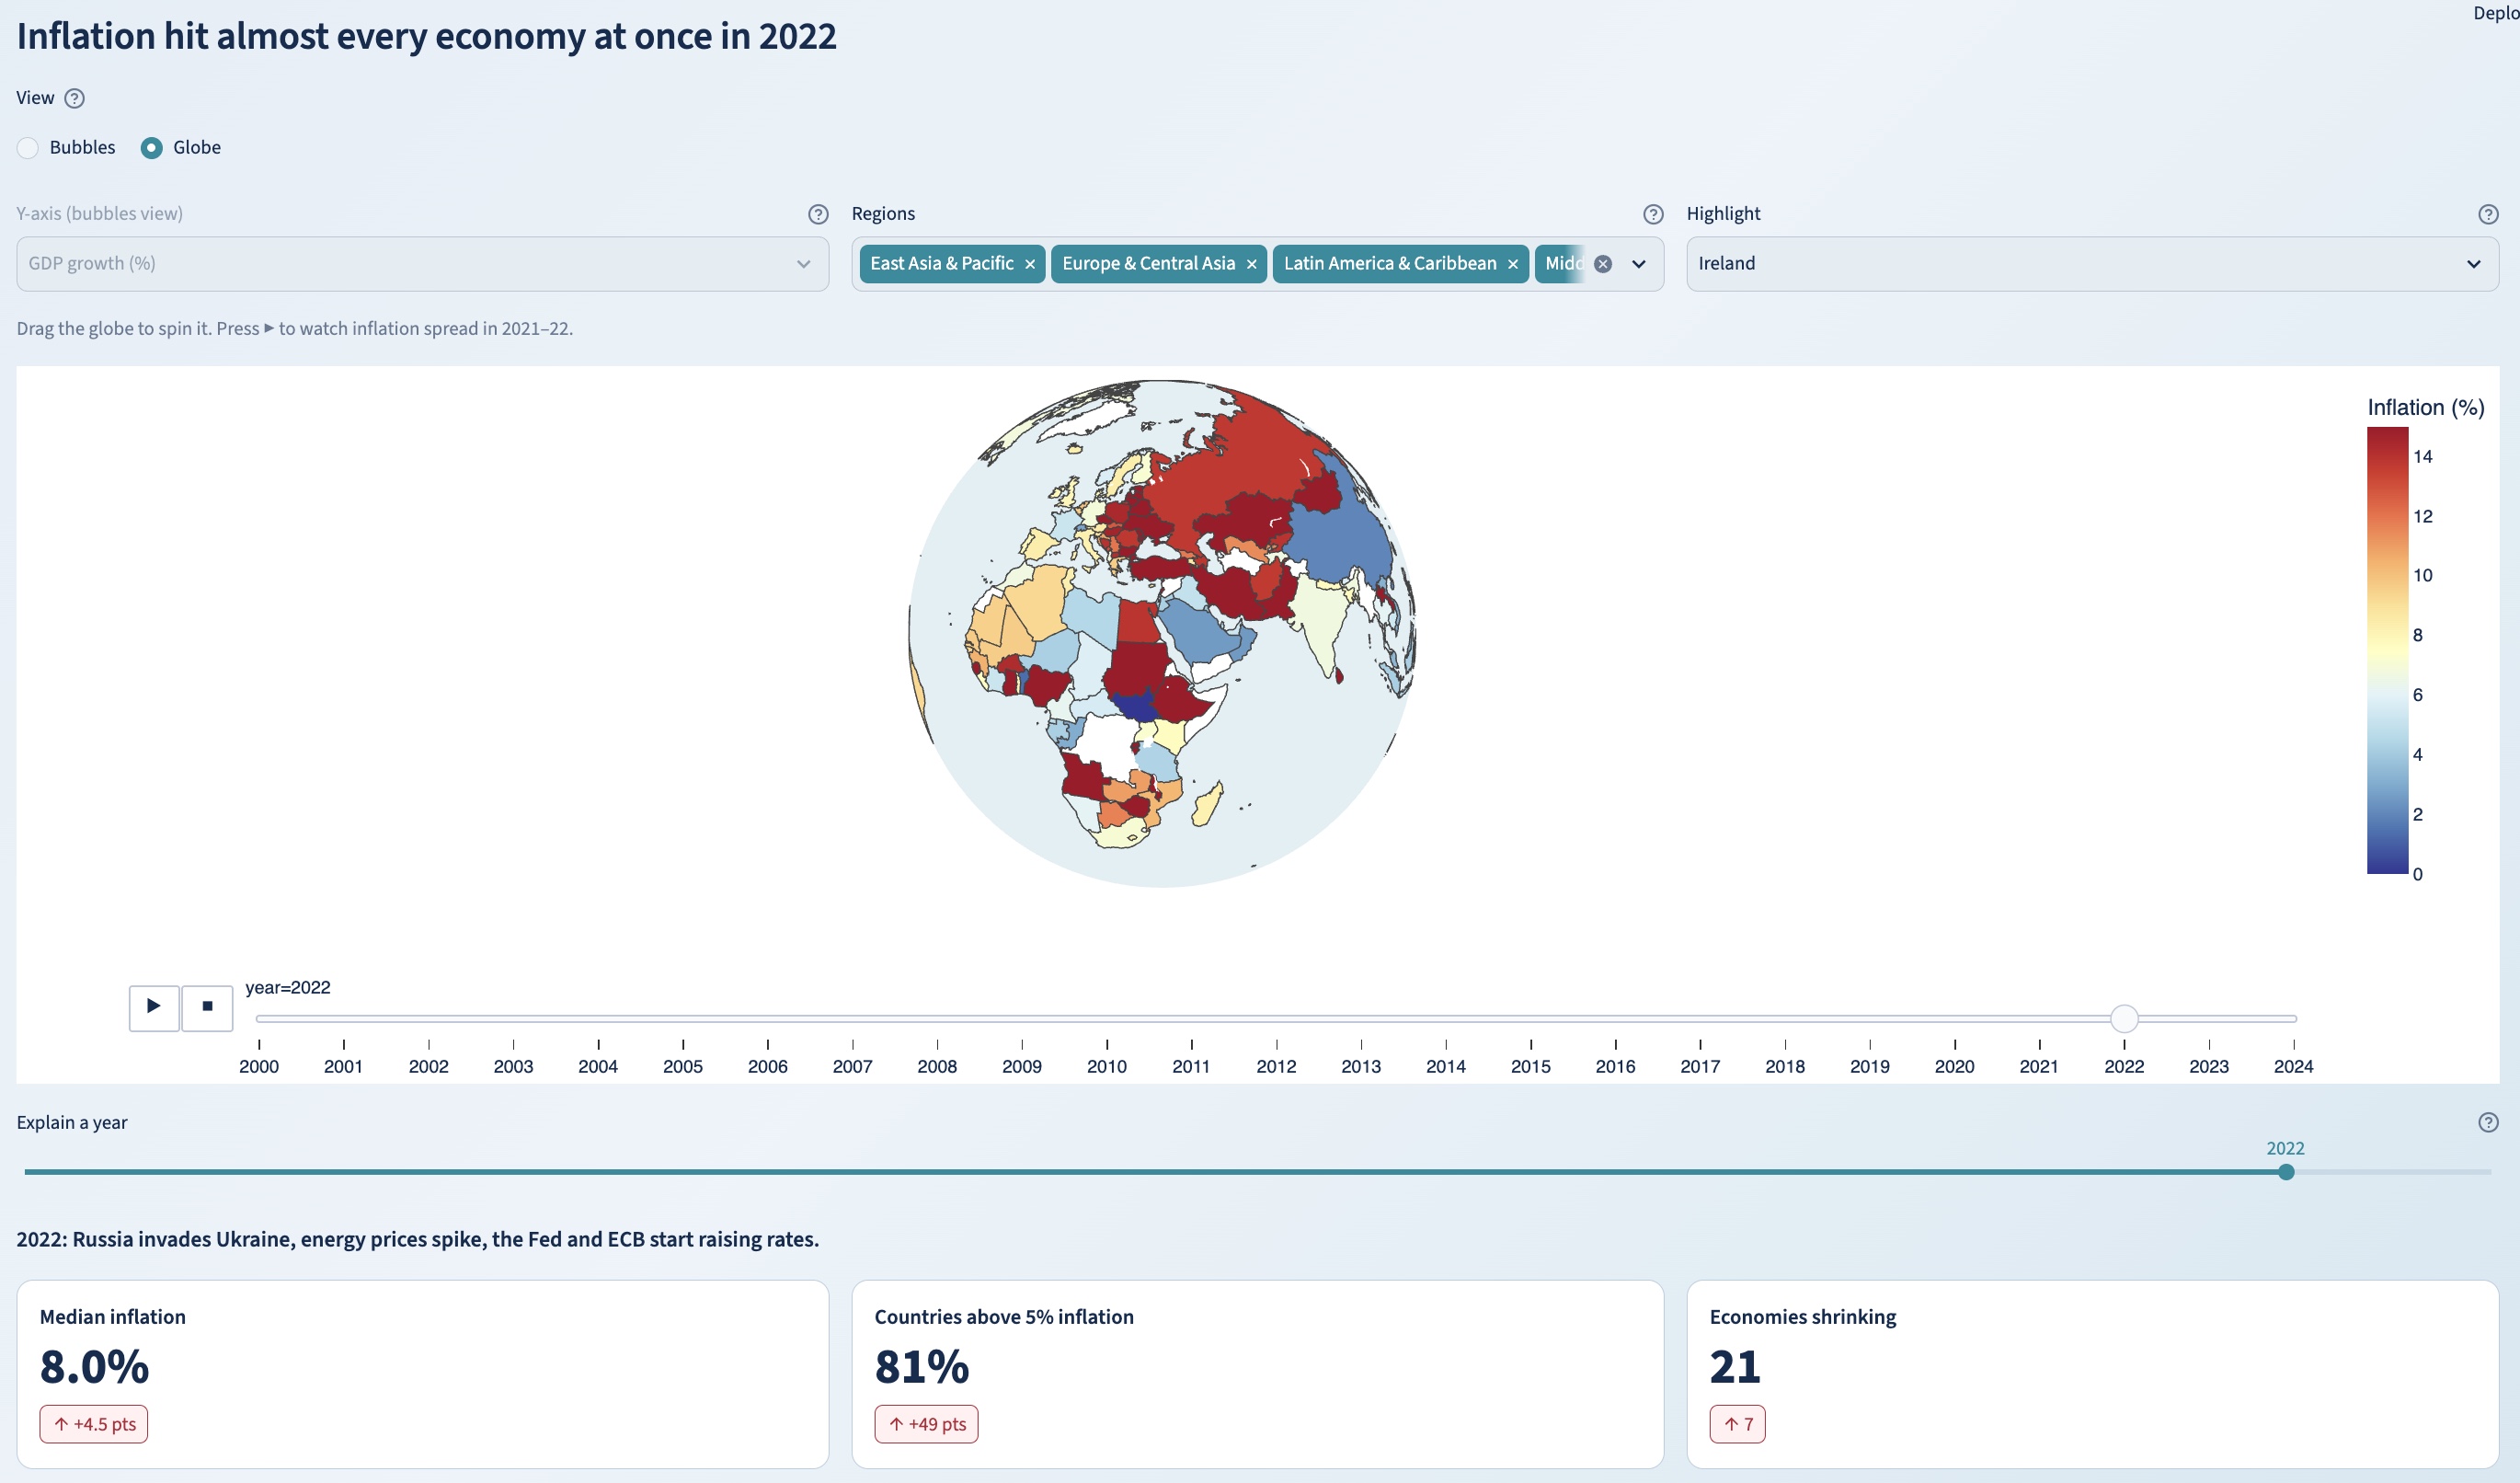 Deplo
Inflation hit almost every economy at once in 2022
View
Bubbles Globe
Y-axis (bubbles view) Regions Highlight
GDP growth (%) East Asia & Pacific × Europe & Central Asia × Latin America & Caribbean × Midd Ireland
Drag the globe to spin it. Press ▶ to watch inflation spread in 2021–22.
Inflation (%)
14
12
10
8
6
4
2
0
year=2022
2000 2001 2002 2003 2004 2005 2006 2007 2008 2009 2010 2011 2012 2013 2014 2015 2016 2017 2018 2019 2020 2021 2022 2023 2024
Explain a year
2022
2022: Russia invades Ukraine, energy prices spike, the Fed and ECB start raising rates.
Median inflation Countries above 5% inflation Economies shrinking
8.0% 81% 21
↑ +4.5 pts ↑ +49 pts ↑ 7